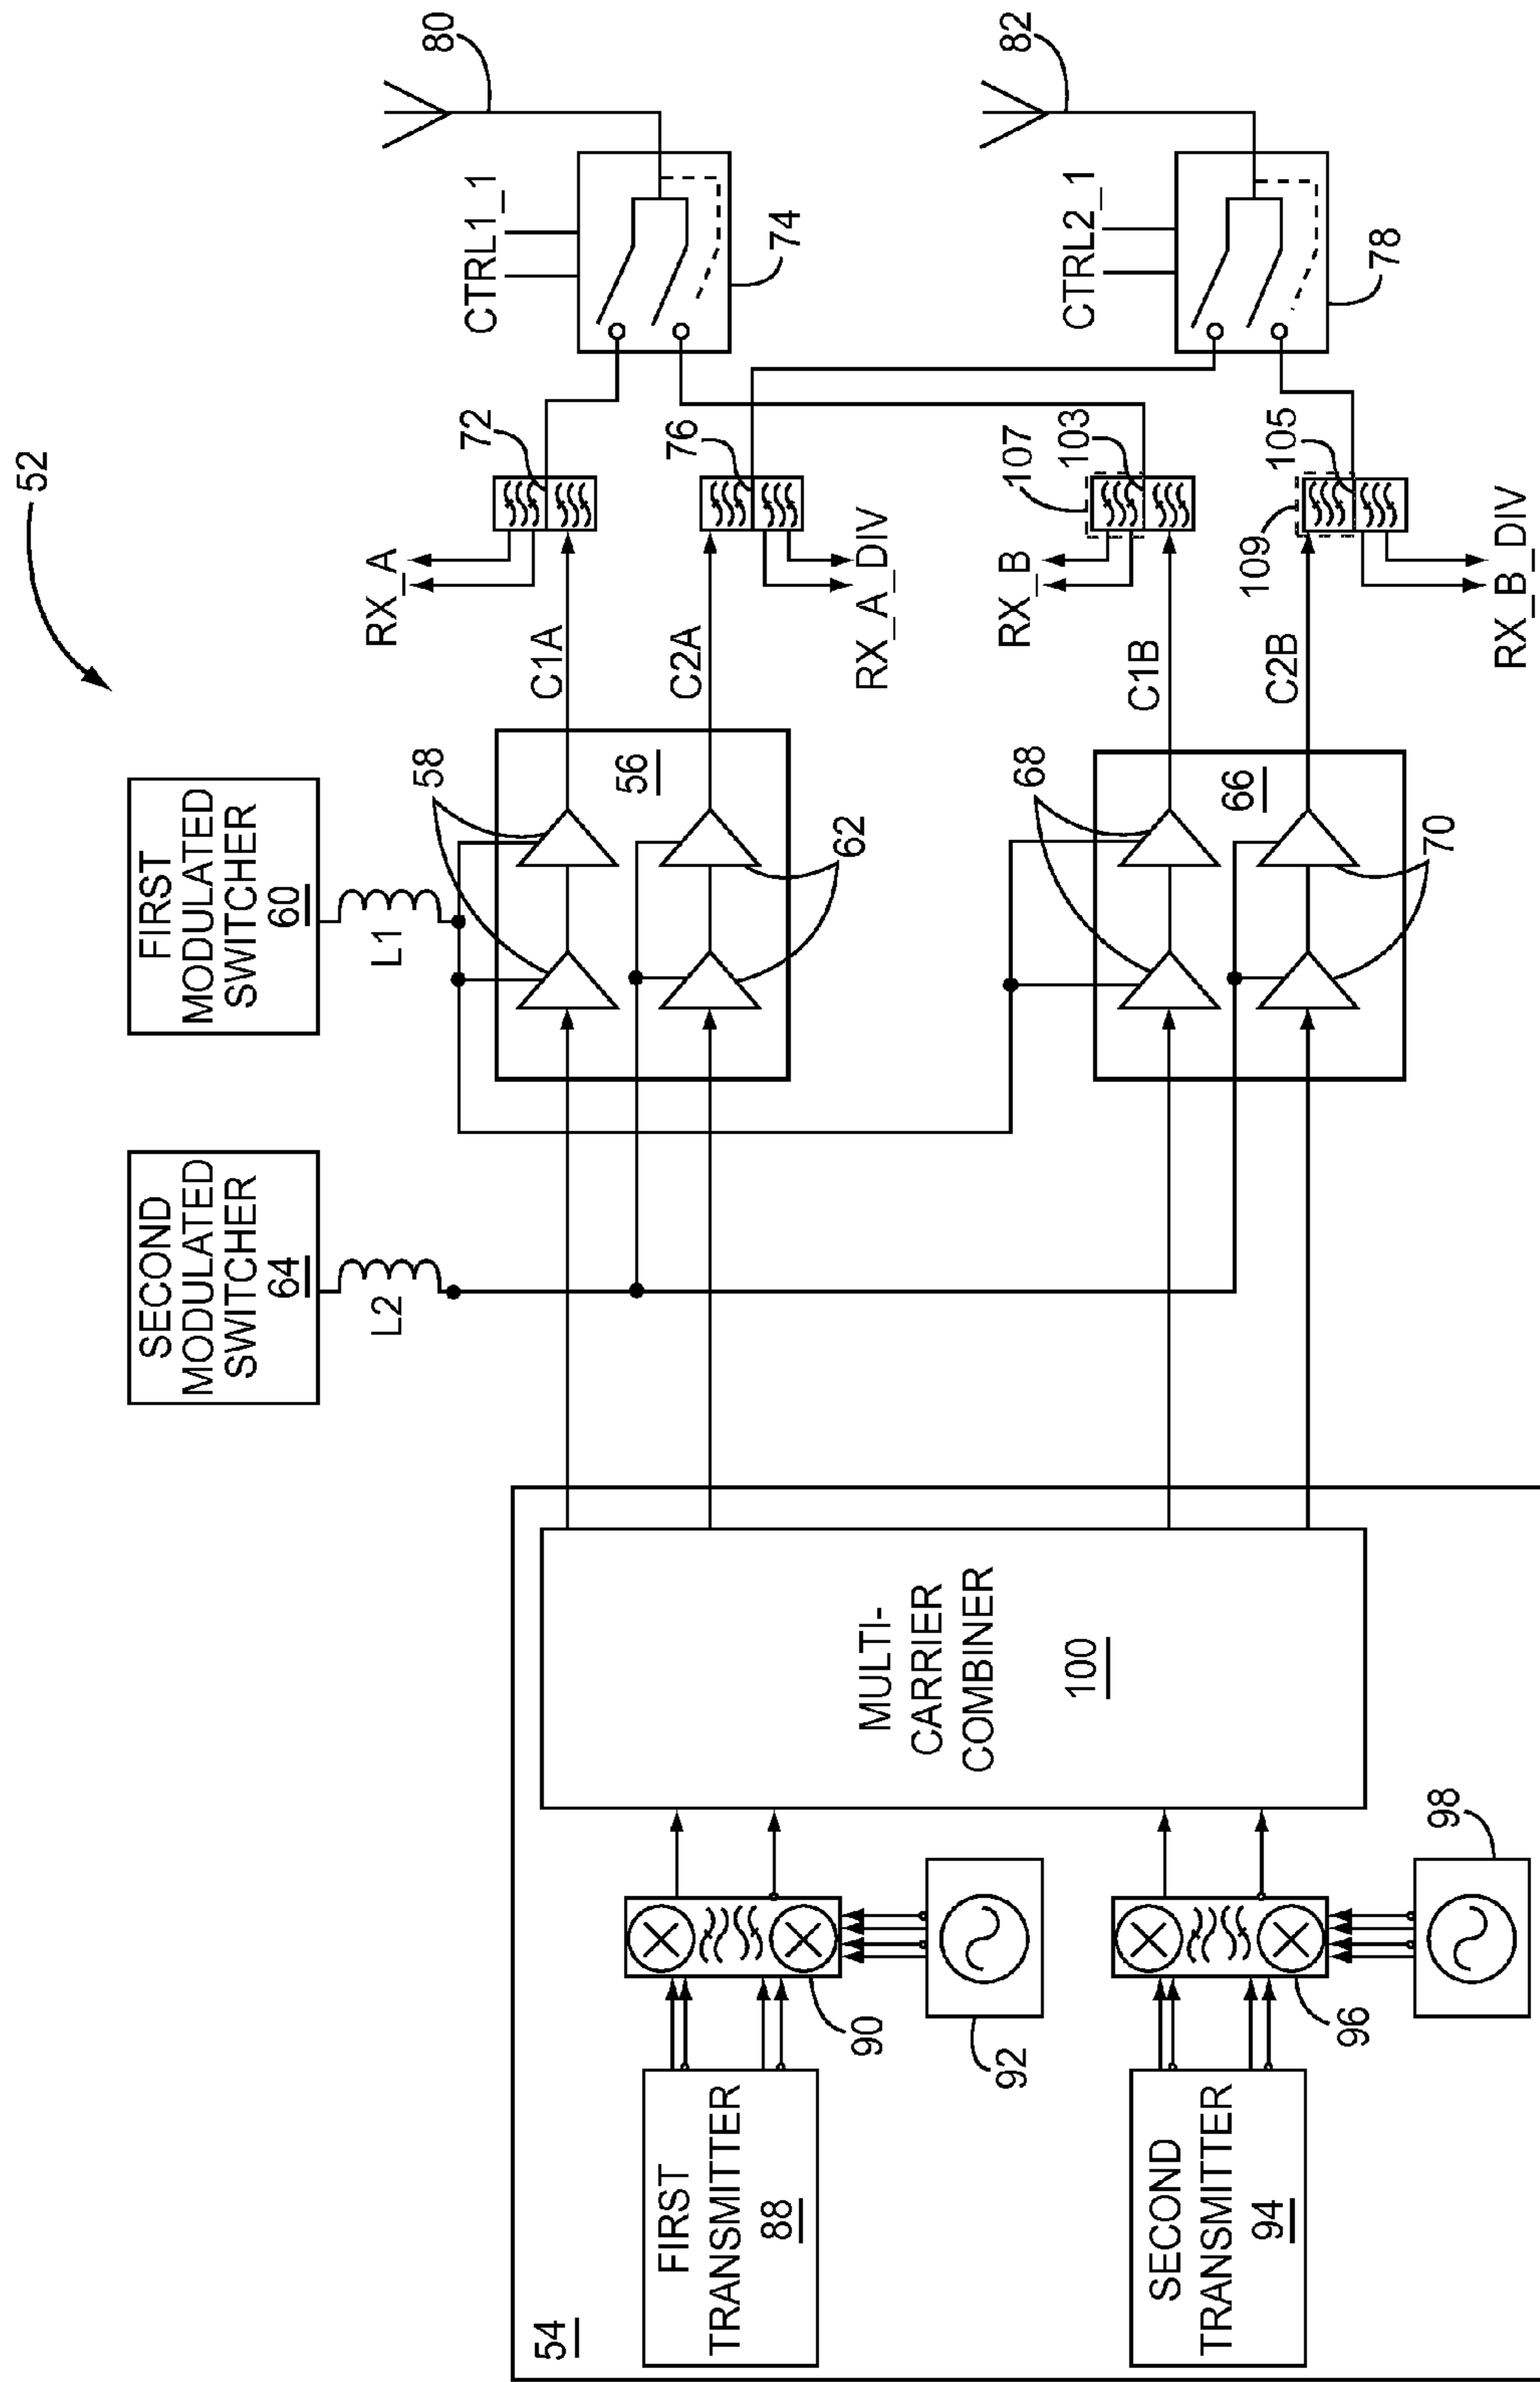 52
FIRST
MODULATED
SWITCHER
60
SECOND
MODULATED
SWITCHER
64
L1
L2
54
FIRST
TRANSMITTER
88
90
92
SECOND
TRANSMITTER
94
96
98
MULTI-
CARRIER
COMBINER
100
58
56
62
68
66
70
C1A
C2A
C1B
C2B
RX_A
RX_A_DIV
RX_B
RX_B_DIV
72
76
107
103
109
105
CTRL1_1
74
CTRL2_1
78
80
82